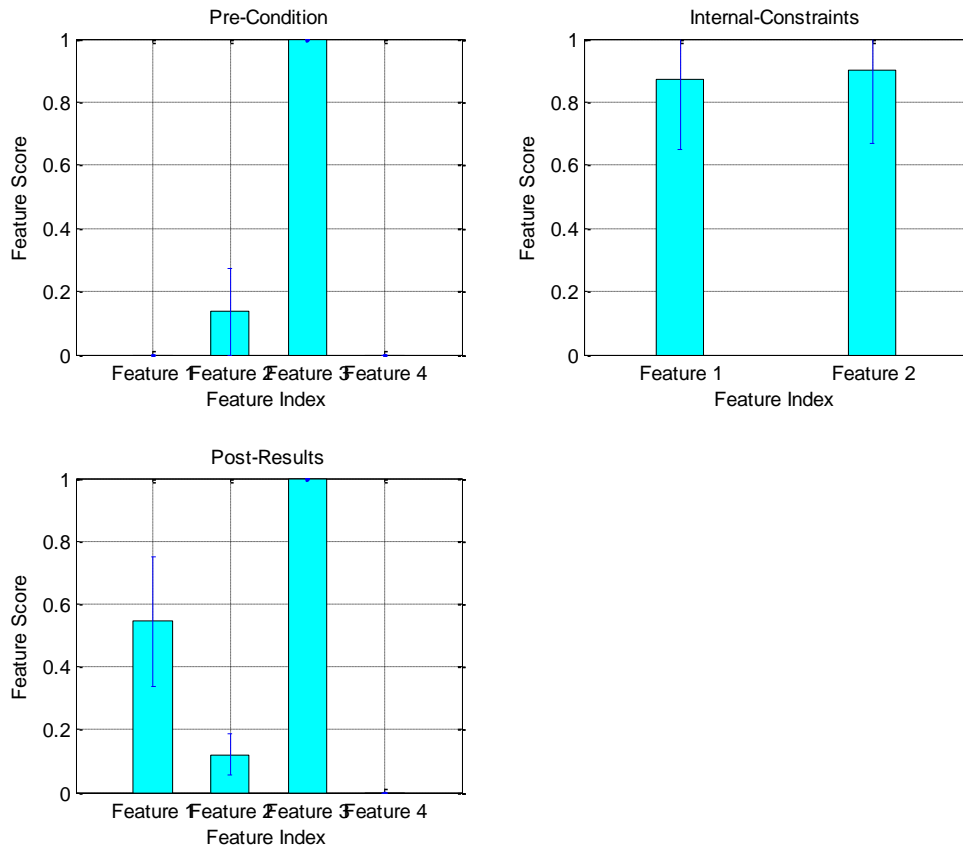 Pre-Condition
1
0.8
0.6
0.4
0.2
0
Feature Score
Feature 1 Feature 2 Feature 3 Feature 4
Feature Index
Internal-Constraints
1
0.8
0.6
0.4
0.2
0
Feature Score
Feature 1 Feature 2
Feature Index
Post-Results
1
0.8
0.6
0.4
0.2
0
Feature Score
Feature 1 Feature 2 Feature 3 Feature 4
Feature Index